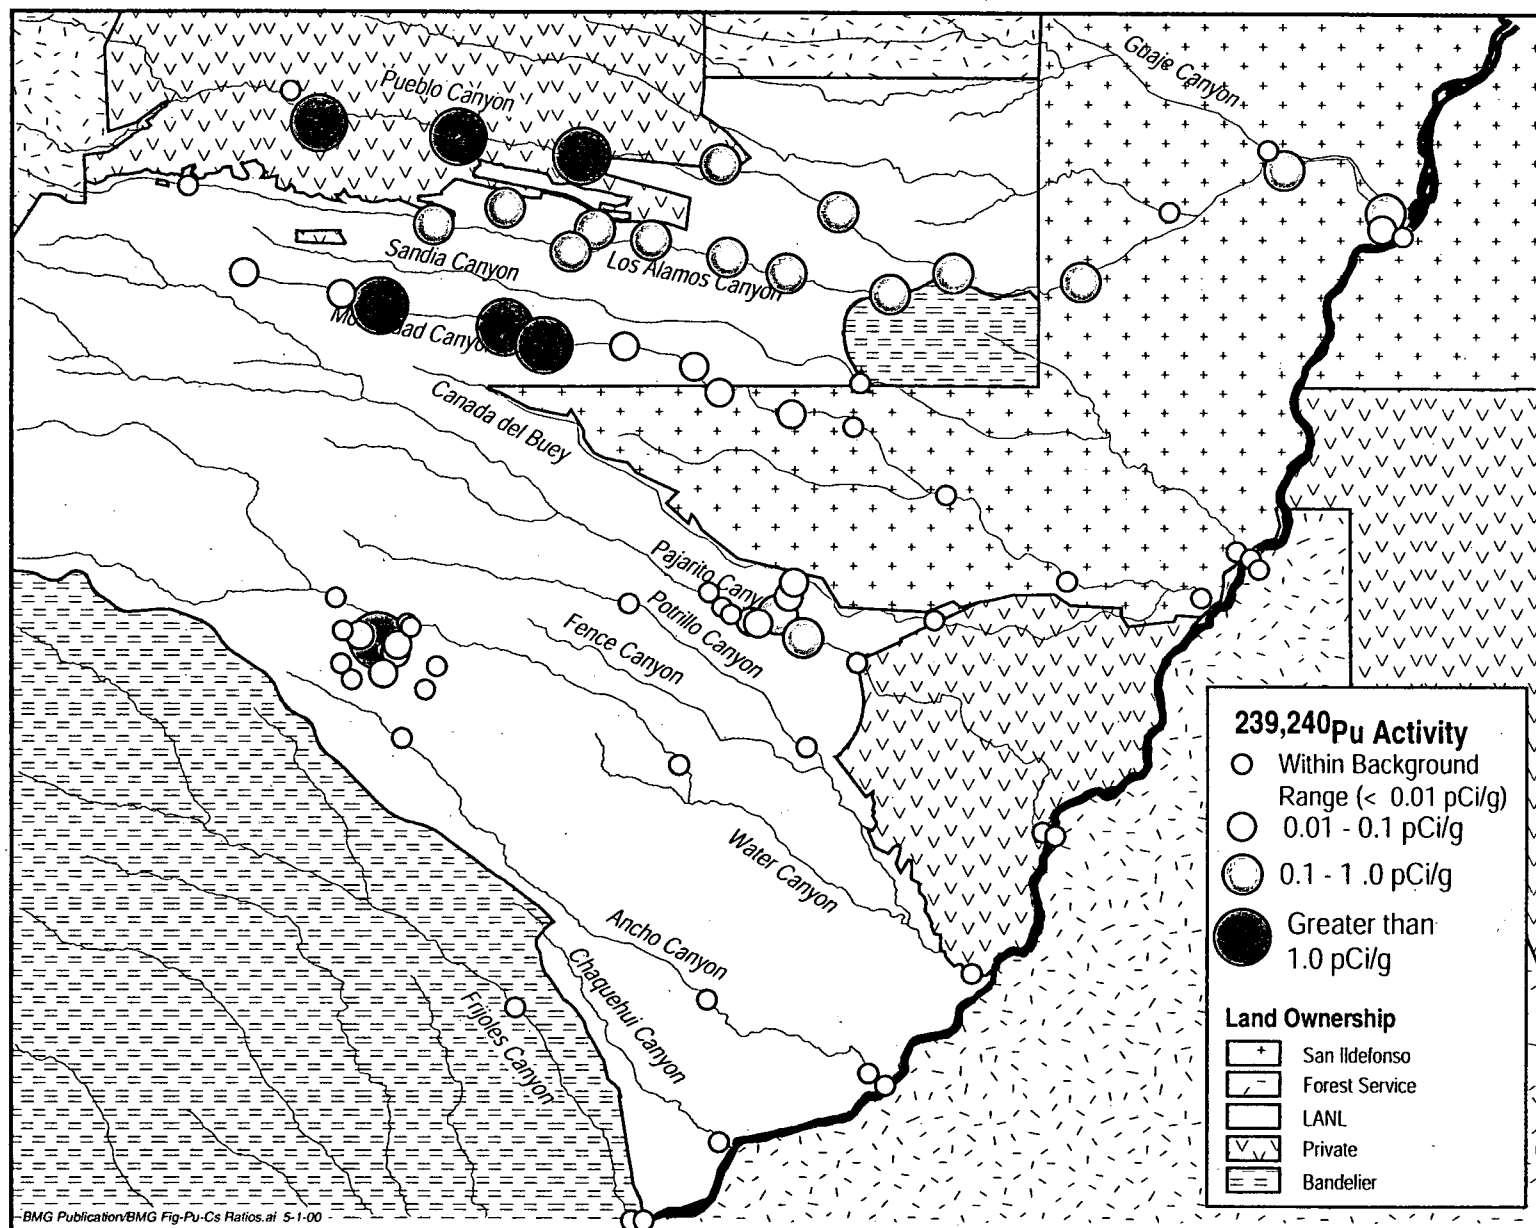 Guaje Canyon
Pueblo Canyon
Sandia Canyon
Los Alamos Canyon
Canyon
Canada del Buey
Pajarito Canyon
Potrillo Canyon
Fence Canyon
Water Canyon
Ancho Canyon
Chaquehui Canyon
Frijoles Canyon
239,240Pu Activity
Within Background
Range (< 0.01 pCi/g)
0.01 - 0.1 pCi/g
0.1 - 1.0 pCi/g
Greater than
1.0 pCi/g
Land Ownership
San Ildefonso
Forest Service
LANL
Private
Bandelier
BMG Publication/BMG Fig-Pu-Cs Ratios.ai 5-1-00